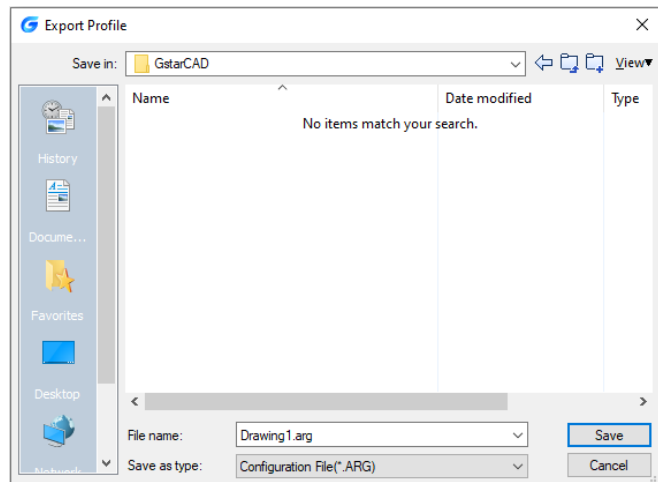 Export Profile
Save in: GstarCAD View
Name Date modified Type
No items match your search.
History
Docume...
Favorites
Desktop
Network
File name: Drawing1.arg Save
Save as type: Configuration File(*.ARG) Cancel